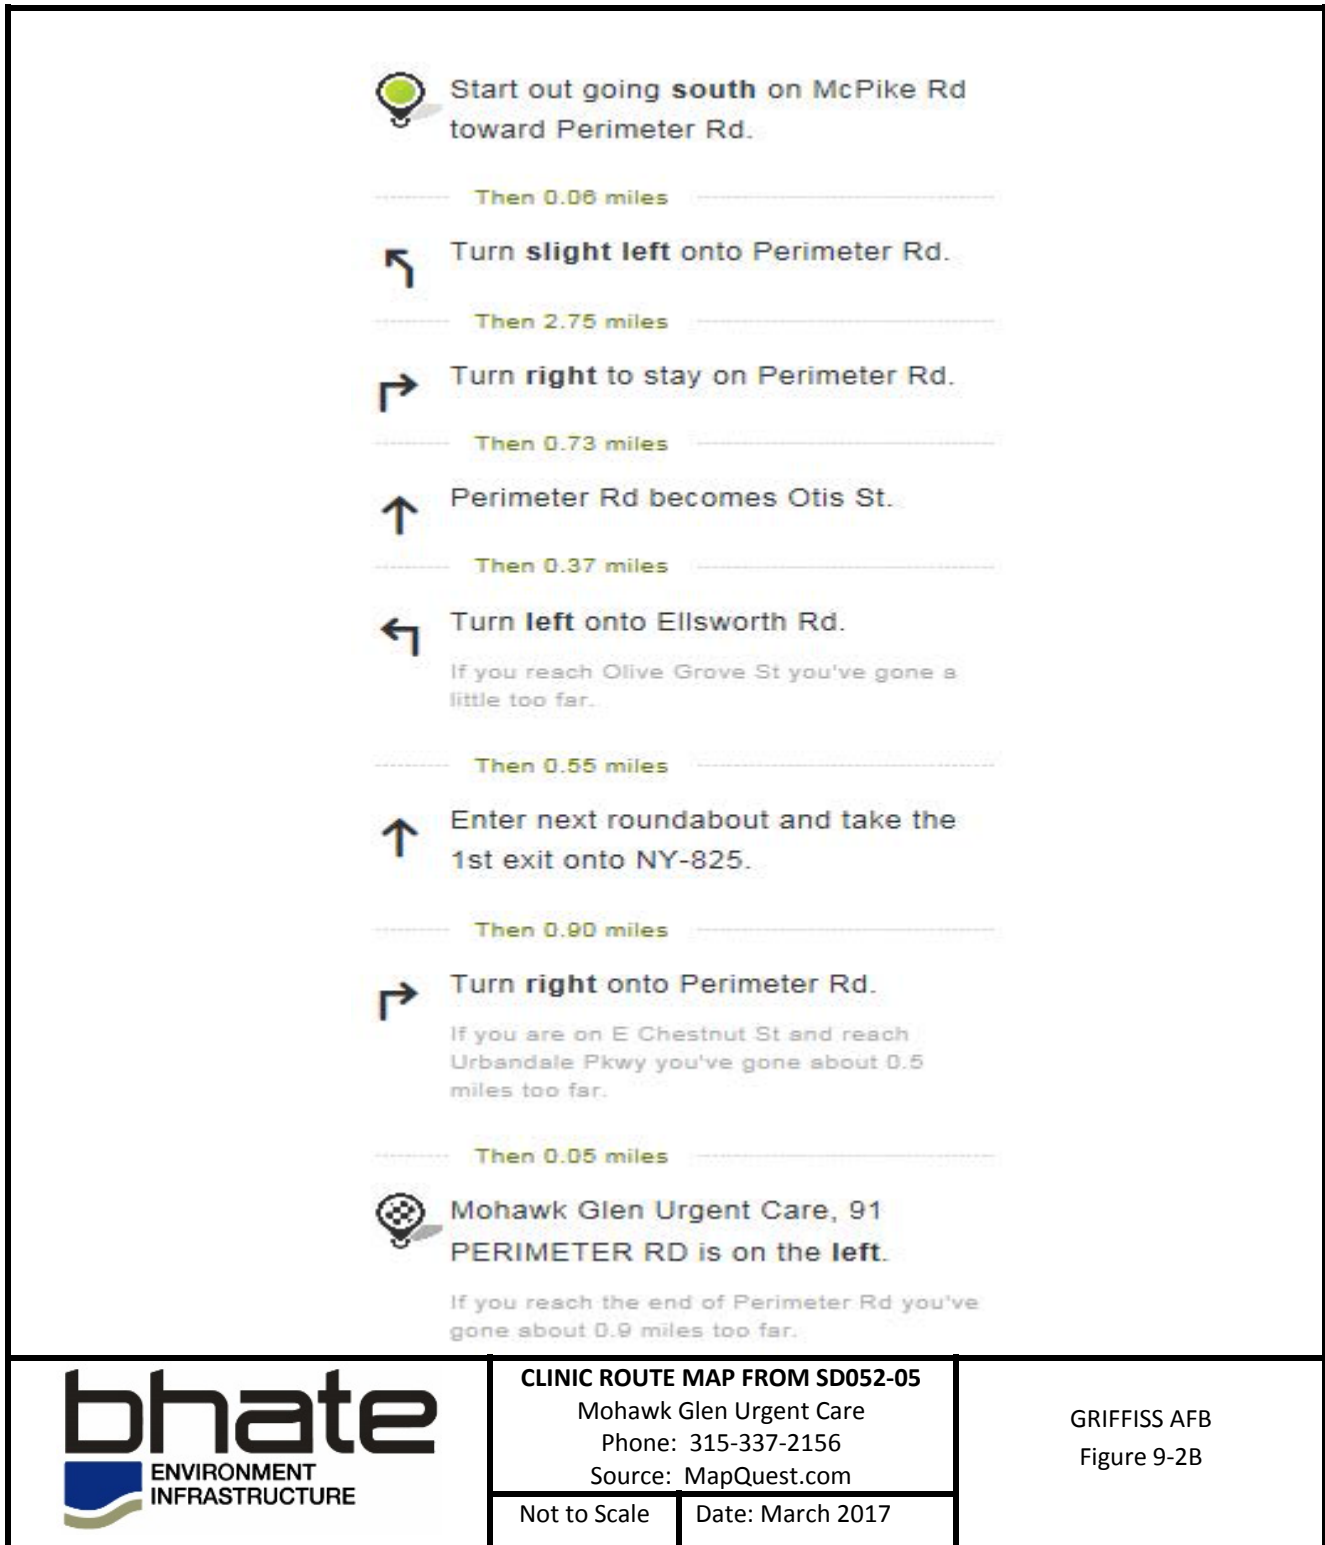 Start out going south on McPike Rd
toward Perimeter Rd.
Then 0.06 miles
Turn slight left onto Perimeter Rd.
Then 2.75 miles
Turn right to stay on Perimeter Rd.
Then 0.73 miles
Perimeter Rd becomes Otis St.
Then 0.37 miles
Turn left onto Ellsworth Rd.
If you reach Olive Grove St you've gone a
little too far.
Then 0.55 miles
Enter next roundabout and take the
1st exit onto NY-825.
Then 0.90 miles
Turn right onto Perimeter Rd.
If you are on E Chestnut St and reach
Urbandale Pkwy you've gone about 0.5
miles too far.
Then 0.05 miles
Mohawk Glen Urgent Care, 91
PERIMETER RD is on the left.
If you reach the end of Perimeter Rd you've
gone about 0.9 miles too far.
bhate
ENVIRONMENT
INFRASTRUCTURE
CLINIC ROUTE MAP FROM SD052-05
Mohawk Glen Urgent Care
Phone: 315-337-2156
Source: MapQuest.com
Not to Scale
Date: March 2017
GRIFFISS AFB
Figure 9-2B